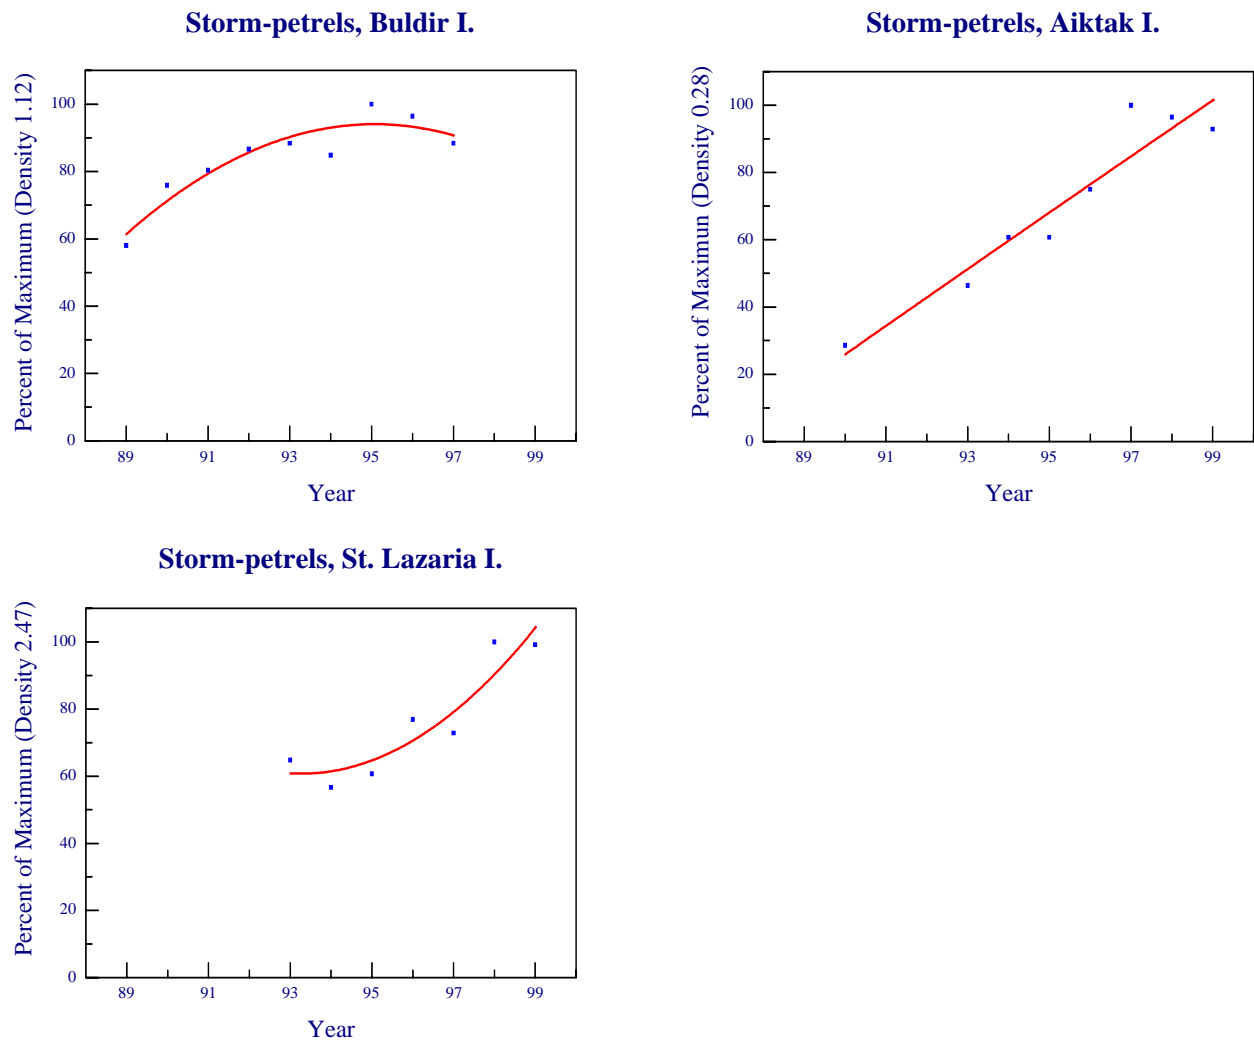 Storm-petrels, Buldir I.
Percent of Maximum (Density 1.12)
100
80
60
40
20
0
89 91 93 95 97 99
Year
Storm-petrels, Aiktak I.
Percent of Maximun (Density 0.28)
100
80
60
40
20
0
89 91 93 95 97 99
Year
Storm-petrels, St. Lazaria I.
Percent of Maximum (Density 2.47)
100
80
60
40
20
0
89 91 93 95 97 99
Year